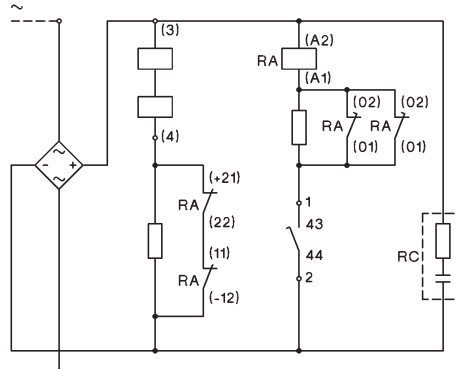 ~
(3)
(A2)
RA
(A1)
(02) (02)
RA RA
(4) (01) (01)
~
- +
~
(+21)
RA
(22)
1
43
(11)
44
RA
RC
2
(-12)